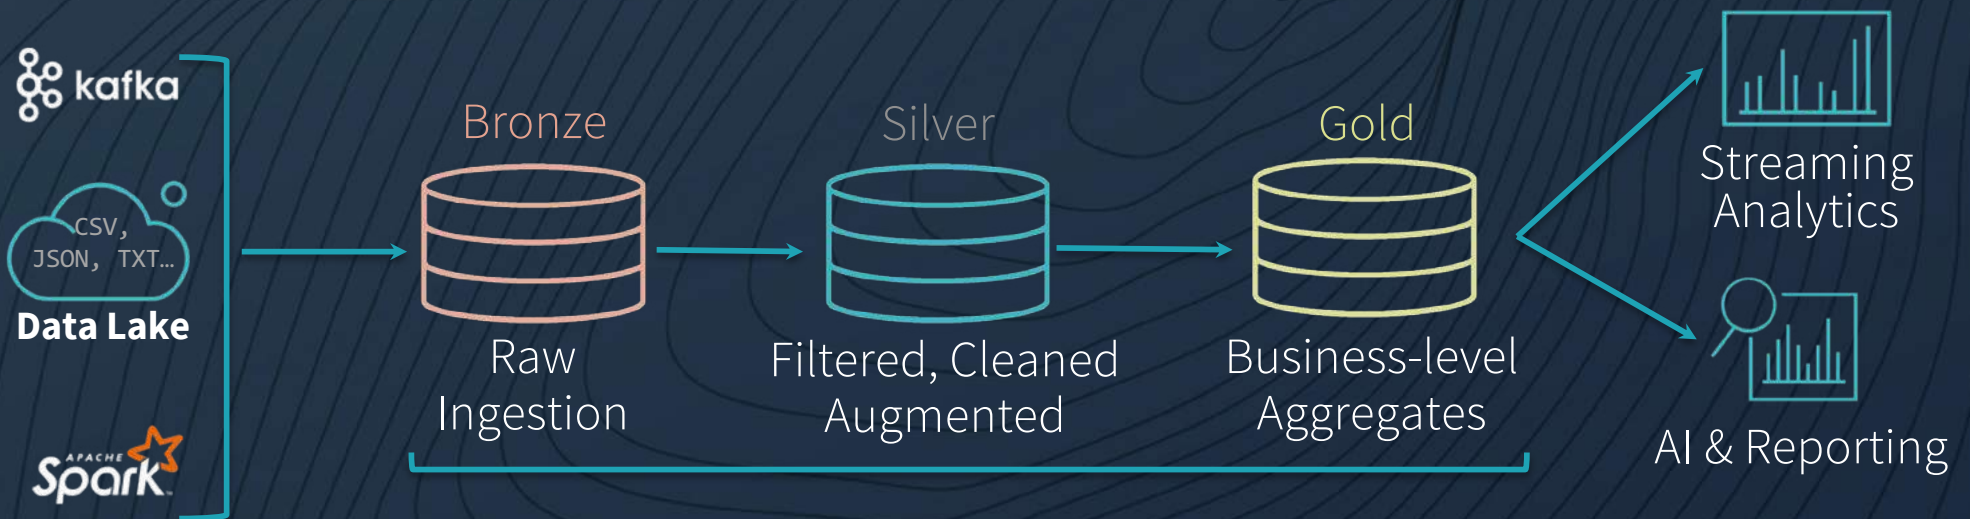 kafka
CSV,
JSON, TXT...
Data Lake
APACHE
Spark
Bronze
Raw
Ingestion
Silver
Filtered, Cleaned
Augmented
Gold
Business-level
Aggregates
Streaming
Analytics
AI & Reporting